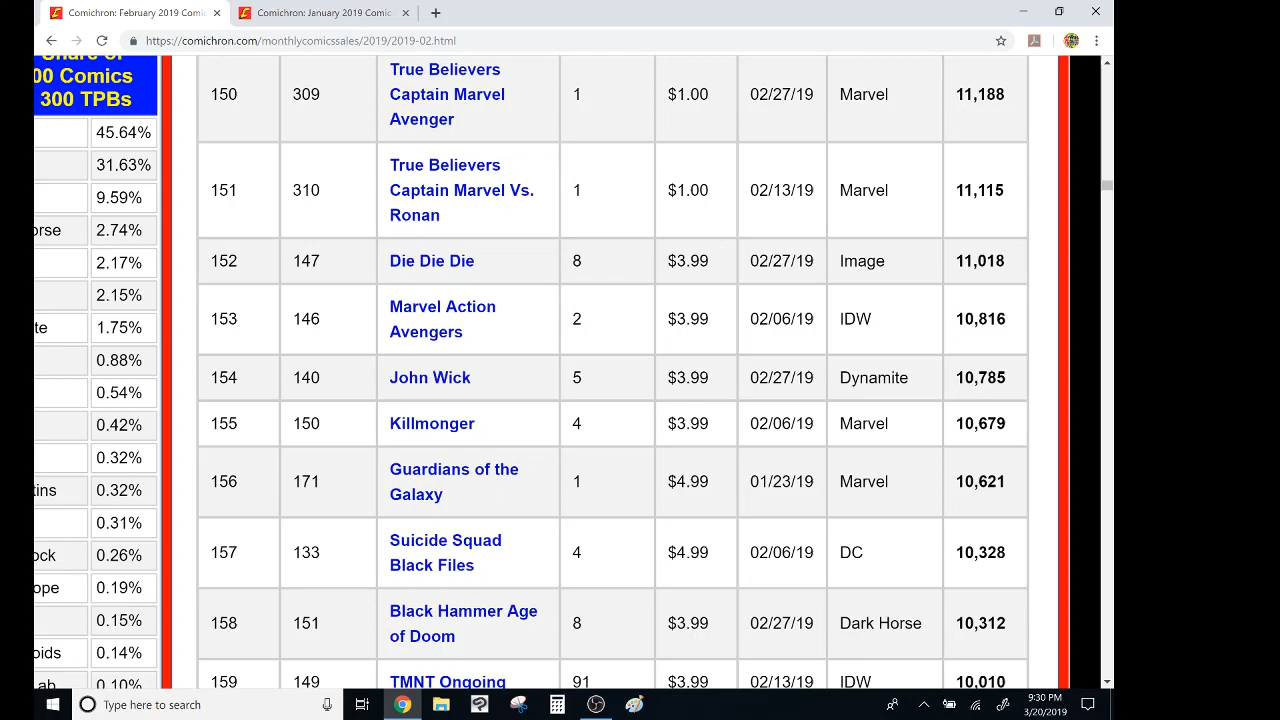 Comichron: February 2019 Comic
Comichron: January 2019 Comic
https://comichron.com/monthlycomicssales/2019/2019-02.html
Share of
00 Comics
300 TPBs
45.64%
31.63%
9.59%
orse 2.74%
2.17%
2.15%
te 1.75%
0.88%
0.54%
0.42%
0.32%
tins 0.32%
0.31%
ock 0.26%
ope 0.19%
0.15%
oids 0.14%
ab 0.10%
150 309 True Believers Captain Marvel Avenger 1 $1.00 02/27/19 Marvel 11,188
151 310 True Believers Captain Marvel Vs. Ronan 1 $1.00 02/13/19 Marvel 11,115
152 147 Die Die Die 8 $3.99 02/27/19 Image 11,018
153 146 Marvel Action Avengers 2 $3.99 02/06/19 IDW 10,816
154 140 John Wick 5 $3.99 02/27/19 Dynamite 10,785
155 150 Killmonger 4 $3.99 02/06/19 Marvel 10,679
156 171 Guardians of the Galaxy 1 $4.99 01/23/19 Marvel 10,621
157 133 Suicide Squad Black Files 4 $4.99 02/06/19 DC 10,328
158 151 Black Hammer Age of Doom 8 $3.99 02/27/19 Dark Horse 10,312
159 149 TMNT Ongoing 91 $3.99 02/13/19 IDW 10,010
Type here to search
9:30 PM
3/20/2019